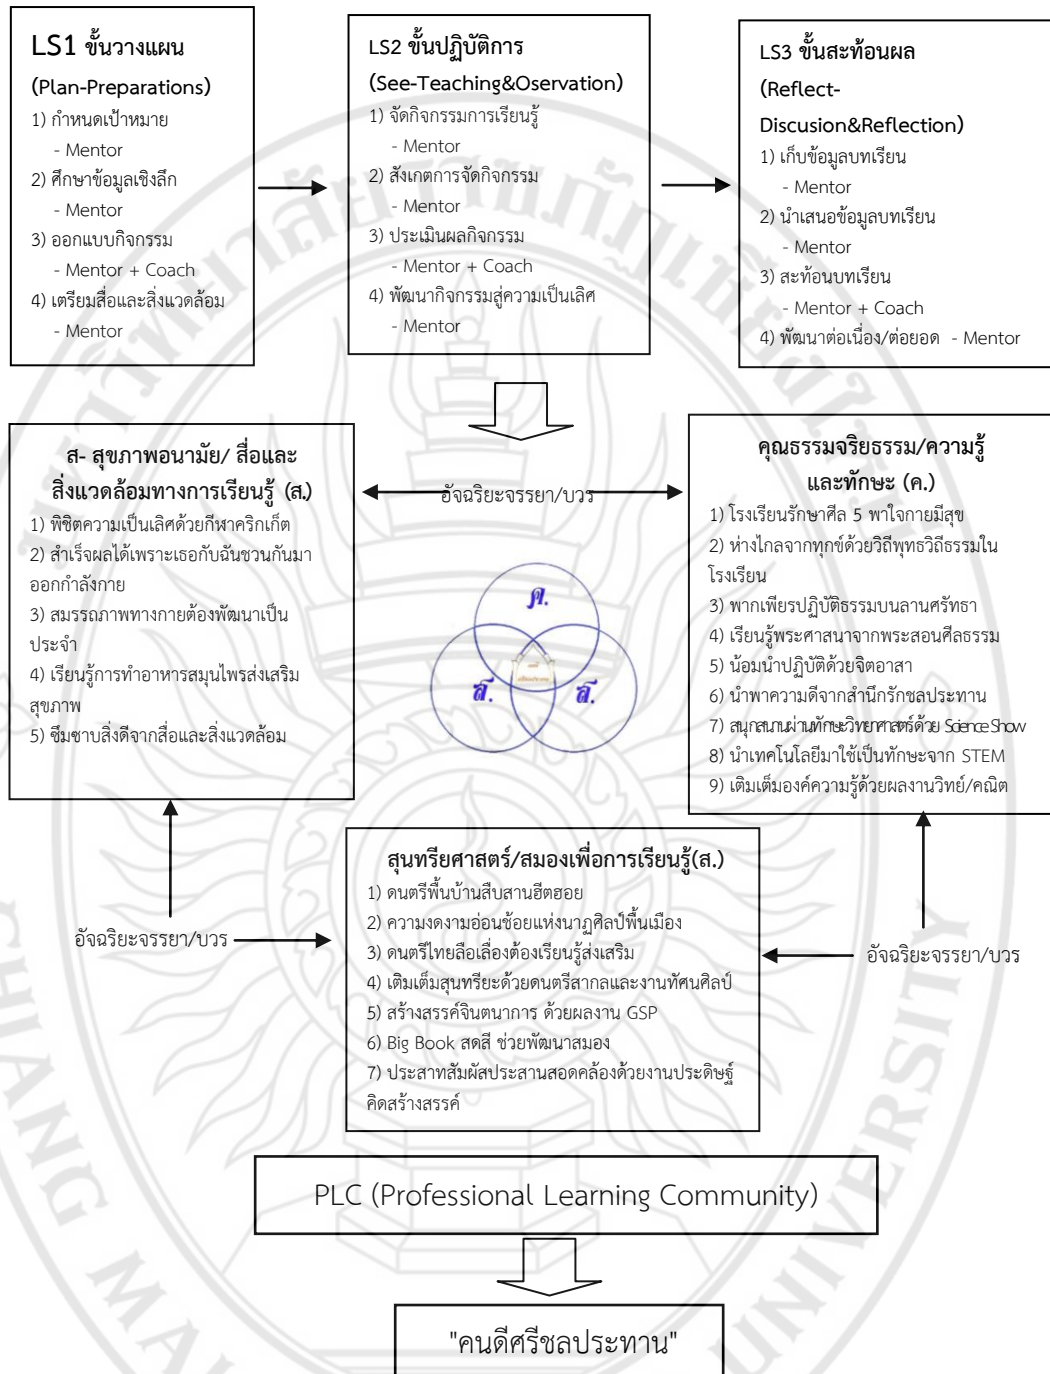 LS1 ขั้นวางแผน
(Plan-Preparations)
1) กำหนดเป้าหมาย
- Mentor
2) ศึกษาข้อมูลเชิงลึก
- Mentor
3) ออกแบบกิจกรรม
- Mentor + Coach
4) เตรียมสื่อและสิ่งแวดล้อม
- Mentor
LS2 ขั้นปฏิบัติการ
(See-Teaching&Oservation)
1) จัดกิจกรรมการเรียนรู้
- Mentor
2) สังเกตการจัดกิจกรรม
- Mentor
3) ประเมินผลกิจกรรม
- Mentor + Coach
4) พัฒนากิจกรรมสู่ความเป็นเลิศ
- Mentor
LS3 ขั้นสะท้อนผล
(Reflect-
Discusion&Reflection)
1) เก็บข้อมูลบทเรียน
- Mentor
2) นำเสนอข้อมูลบทเรียน
- Mentor
3) สะท้อนบทเรียน
- Mentor + Coach
4) พัฒนาต่อเนื่อง/ต่อยอด - Mentor
ส- สุขภาพอนามัย/ สื่อและ
สิ่งแวดล้อมทางการเรียนรู้ (ส.)
1) พิชิตความเป็นเลิศด้วยกีฬาคริกเก็ต
2) สำเร็จผลได้เพราะเธอกับฉันชวนกันมา
ออกกำลังกาย
3) สมรรถภาพทางกายต้องพัฒนาเป็น
ประจำ
4) เรียนรู้การทำอาหารสมุนไพรส่งเสริม
สุขภาพ
5) ซึมซาบสิ่งดีจากสื่อและสิ่งแวดล้อม
อัจฉริยะจรรยา/บวร
คุณธรรมจริยธรรม/ความรู้
และทักษะ (ค.)
1) โรงเรียนรักษาศีล 5 พาใจกายมีสุข
2) ห่างไกลจากทุกข์ด้วยวิถีพุทธวิถีธรรมใน
โรงเรียน
3) พากเพียรปฏิบัติธรรมบนลานศรัทธา
4) เรียนรู้พระศาสนาจากพระสอนศีลธรรม
5) น้อมนำปฏิบัติด้วยจิตอาสา
6) นำพาความดีจากสำนึกรักชลประทาน
7) สนุกสนานผ่านทักษะวิทยาศาสตร์ด้วย Science Show
8) นำเทคโนโลยีมาใช้เป็นทักษะจาก STEM
9) เติมเต็มองค์ความรู้ด้วยผลงานวิทย์/คณิต
ค.
ส. ส.
สุนทรียศาสตร์/สมองเพื่อการเรียนรู้(ส.)
1) ดนตรีพื้นบ้านสืบสานฮีตฮอย
2) ความงดงามอ่อนช้อยแห่งนาฏศิลป์พื้นเมือง
3) ดนตรีไทยลือเลื่องต้องเรียนรู้ส่งเสริม
4) เติมเต็มสุนทรียะด้วยดนตรีสากลและงานทัศนศิลป์
5) สร้างสรรค์จินตนาการ ด้วยผลงาน GSP
6) Big Book สดสี ช่วยพัฒนาสมอง
7) ประสาทสัมผัสประสานสอดคล้องด้วยงานประดิษฐ์
คิดสร้างสรรค์
อัจฉริยะจรรยา/บวร
อัจฉริยะจรรยา/บวร
PLC (Professional Learning Community)
"คนดีศรีชลประทาน"
มหาวิทยาลัยราชภัฏเชียงใหม่
CHIANG MAI
UNIVERSITY